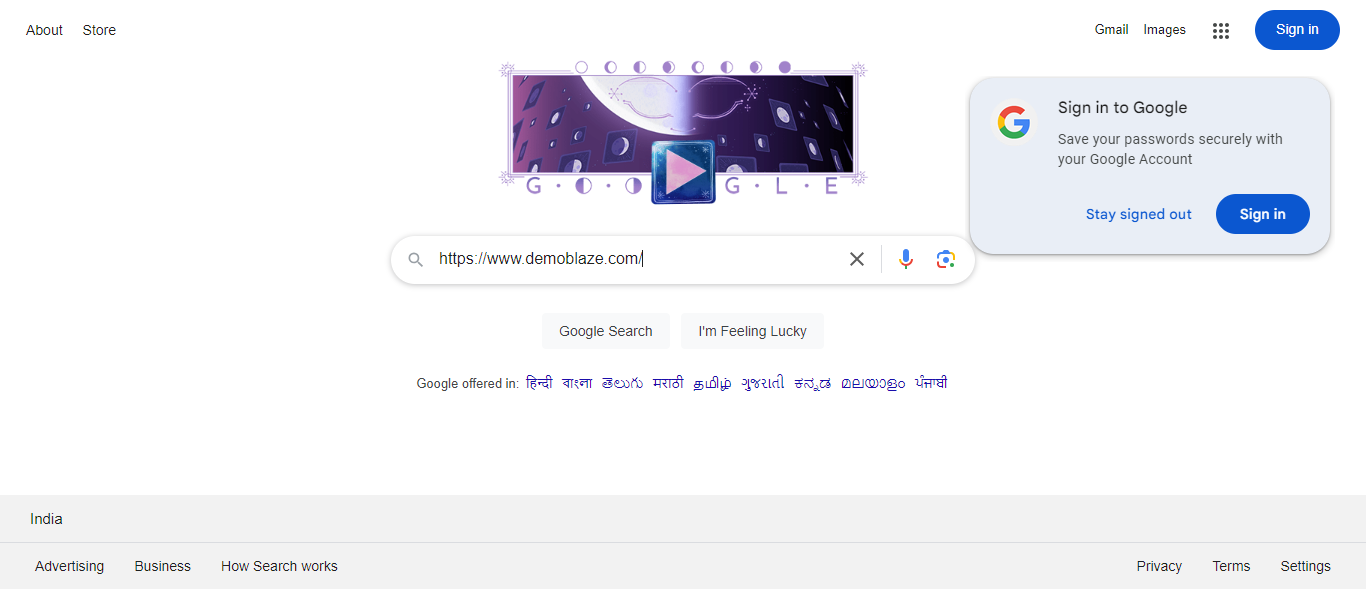 About Store
Gmail Images Sign in
G · O · O G · L · E
Sign in to Google
Save your passwords securely with
your Google Account
Stay signed out Sign in
https://www.demoblaze.com/
Google Search I'm Feeling Lucky
Google offered in: हिन्दी বাংলা తెలుగు मराठी தமிழ் ગુજરાતી ಕನ್ನಡ മലയാളം ਪੰਜਾਬੀ
India
Advertising Business How Search works
Privacy Terms Settings